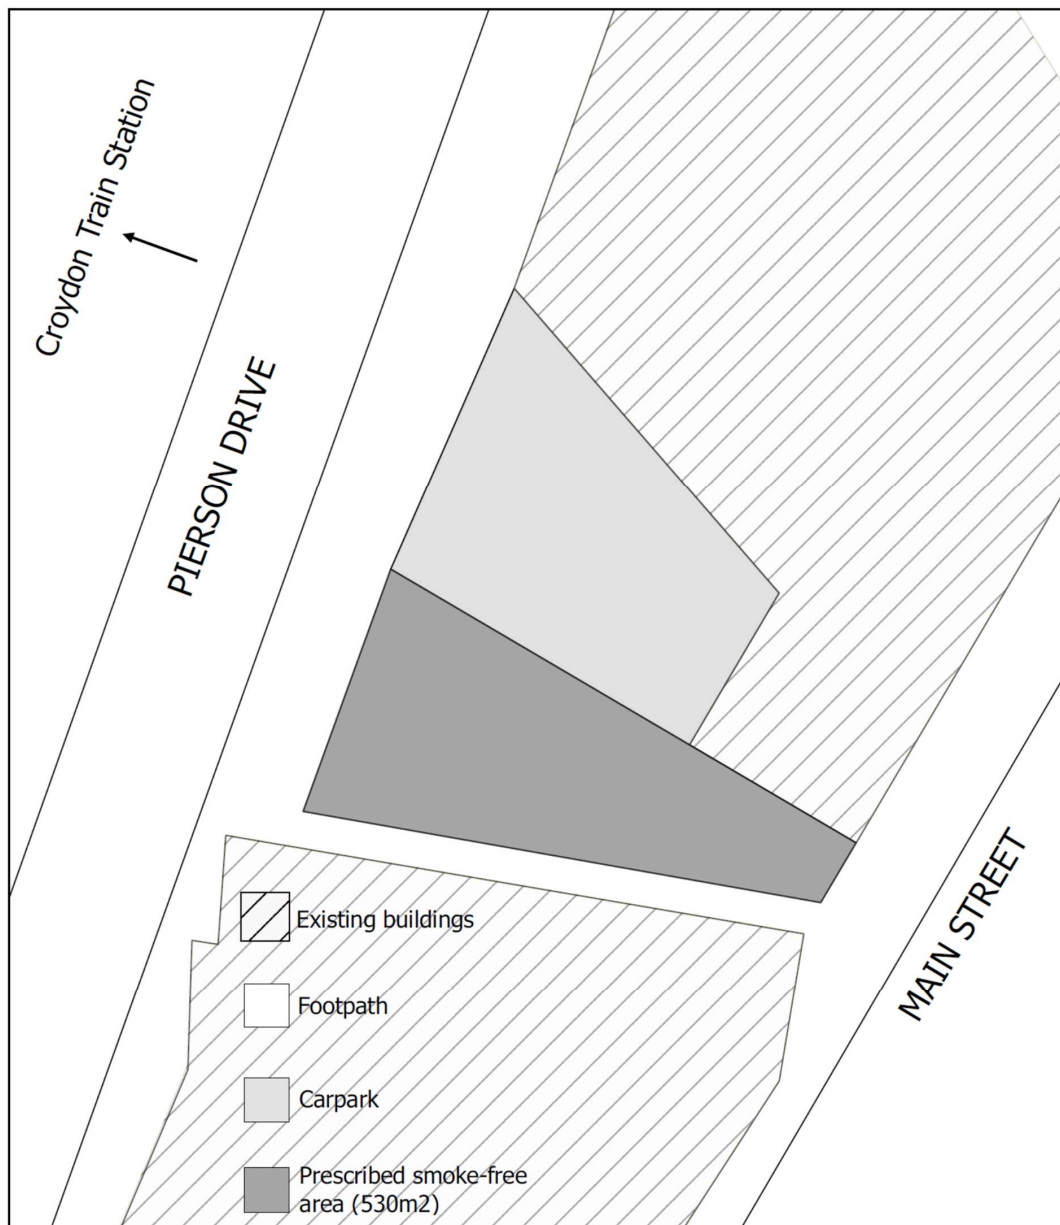 Croydon Train Station
PIERSON DRIVE
MAIN STREET
Existing buildings
Footpath
Carpark
Prescribed smoke-free
area (530m2)